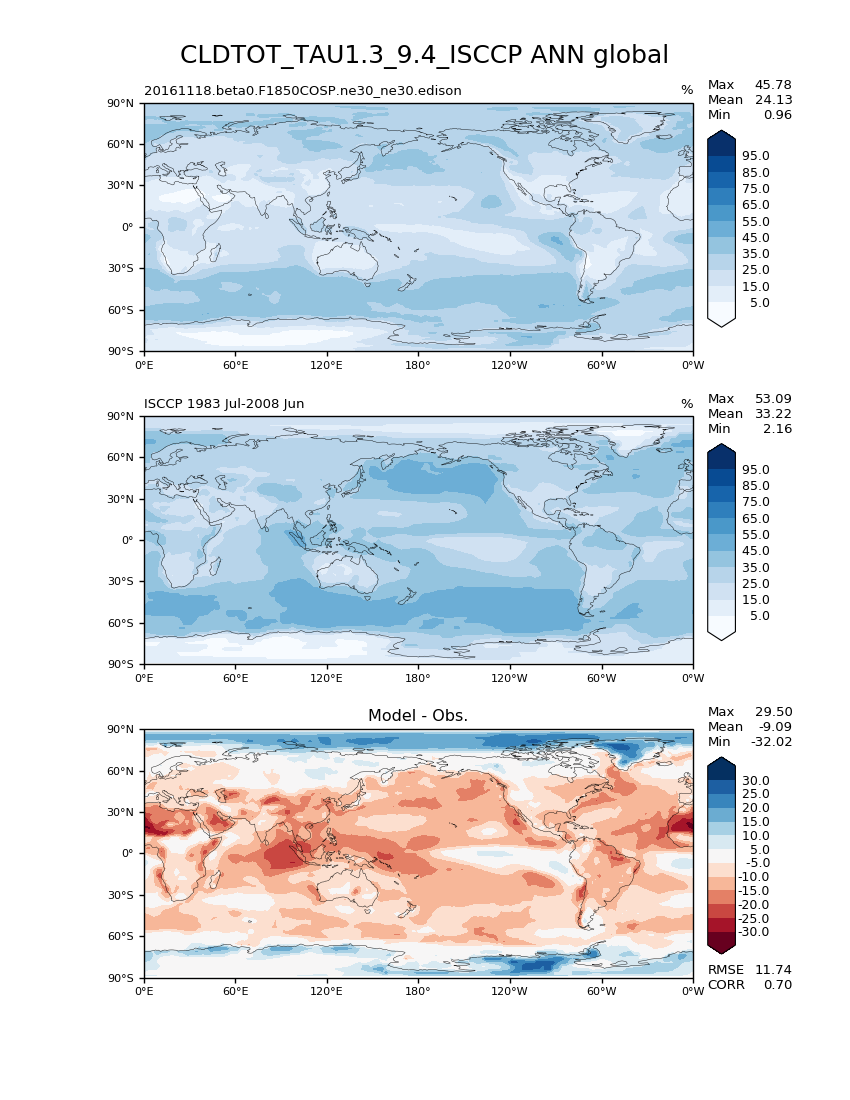 CLDTOT_TAU1.3_9.4_ISCCP ANN global
20161118.beta0.F1850COSP.ne30_ne30.edison
%
Max 45.78
Mean 24.13
Min 0.96
90°N
60°N
30°N
0°
30°S
60°S
90°S
0°E 60°E 120°E 180° 120°W 60°W 0°W
95.0
85.0
75.0
65.0
55.0
45.0
35.0
25.0
15.0
5.0
ISCCP 1983 Jul-2008 Jun
%
Max 53.09
Mean 33.22
Min 2.16
90°N
60°N
30°N
0°
30°S
60°S
90°S
0°E 60°E 120°E 180° 120°W 60°W 0°W
95.0
85.0
75.0
65.0
55.0
45.0
35.0
25.0
15.0
5.0
Model - Obs.
Max 29.50
Mean -9.09
Min -32.02
90°N
60°N
30°N
0°
30°S
60°S
90°S
0°E 60°E 120°E 180° 120°W 60°W 0°W
30.0
25.0
20.0
15.0
10.0
5.0
-5.0
-10.0
-15.0
-20.0
-25.0
-30.0
RMSE 11.74
CORR 0.70